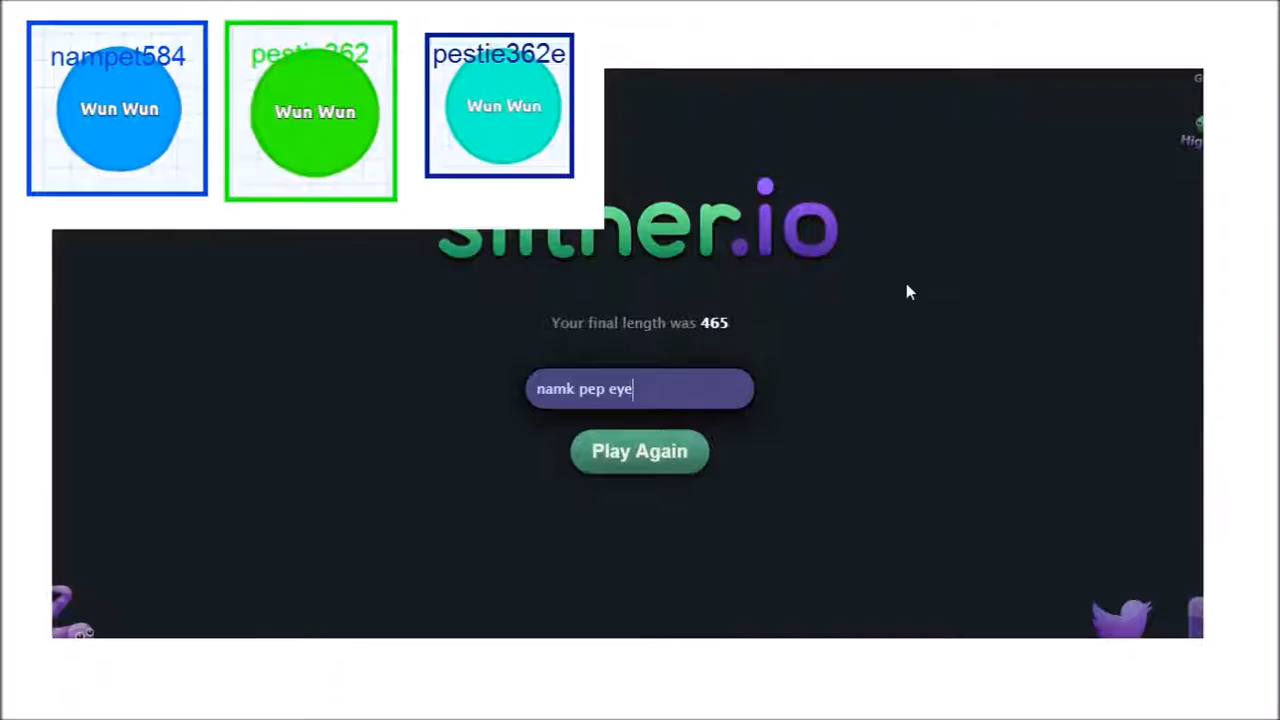 nampet584
Wun Wun
pestie362
Wun Wun
pestie362e
Wun Wun
slither.io
Your final length was 465
namk pep eye
Play Again